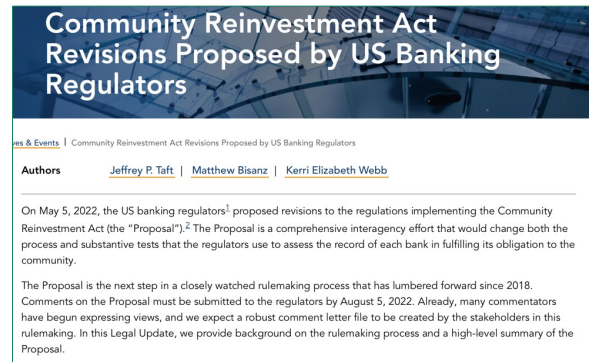 Community Reinvestment Act
Revisions Proposed by US Banking
Regulators
ves & Events | Community Reinvestment Act Revisions Proposed by US Banking Regulators
Authors Jeffrey P. Taft | Matthew Bisanz | Kerri Elizabeth Webb
On May 5, 2022, the US banking regulators1 proposed revisions to the regulations implementing the Community
Reinvestment Act (the “Proposal”).2 The Proposal is a comprehensive interagency effort that would change both the
process and substantive tests that the regulators use to assess the record of each bank in fulfilling its obligation to the
community.
The Proposal is the next step in a closely watched rulemaking process that has lumbered forward since 2018.
Comments on the Proposal must be submitted to the regulators by August 5, 2022. Already, many commentators
have begun expressing views, and we expect a robust comment letter file to be created by the stakeholders in this
rulemaking. In this Legal Update, we provide background on the rulemaking process and a high-level summary of the
Proposal.